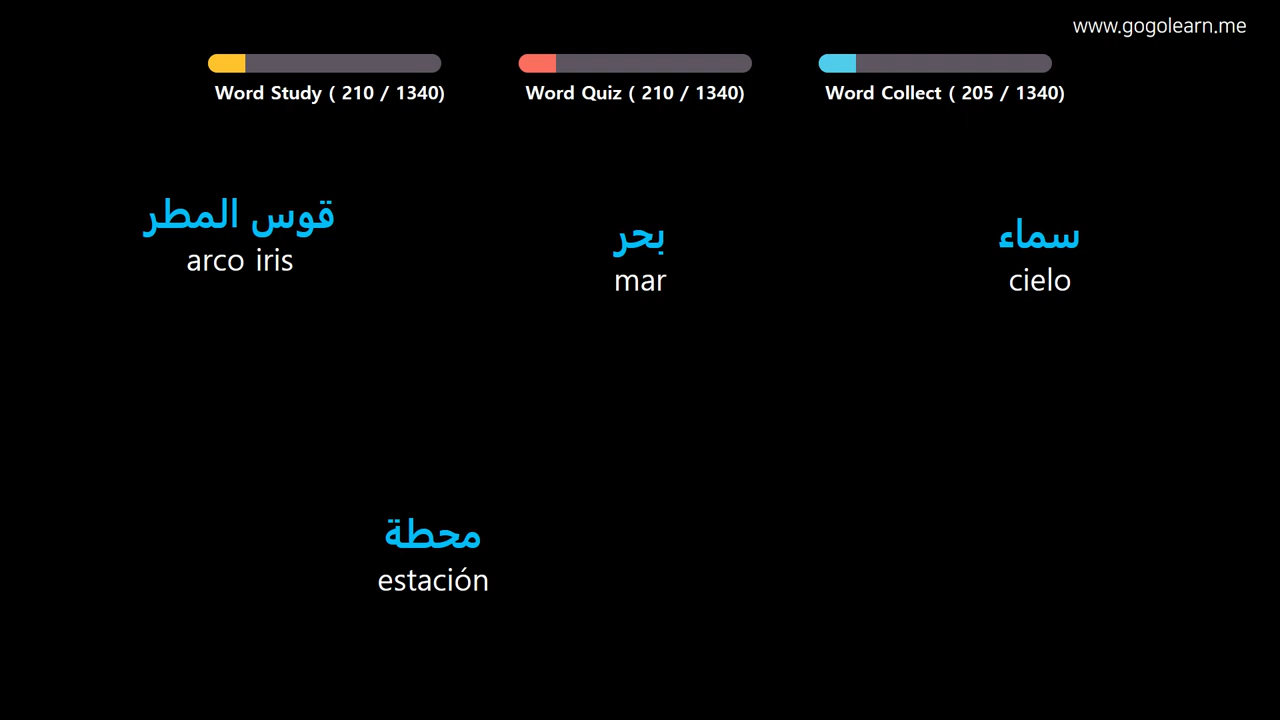 www.gogolearn.me
Word Study ( 210 / 1340)
Word Quiz ( 210 / 1340)
Word Collect ( 205 / 1340)
قوس المطر
arco iris
بحر
mar
سماء
cielo
محطة
estación